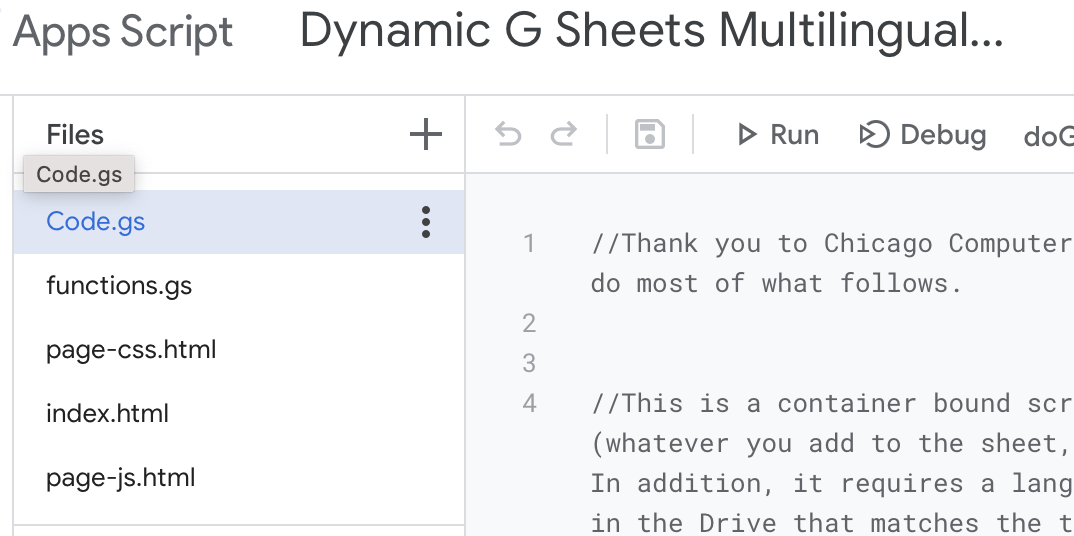 Apps Script Dynamic G Sheets Multilingual...
Files
Run Debug
Code.gs
Code.gs
functions.gs
page-css.html
index.html
page-js.html
1 //Thank you to Chicago Computer
do most of what follows.
2
3
4 //This is a container bound scr
(whatever you add to the sheet,
In addition, it requires a lang
in the Drive that matches the t